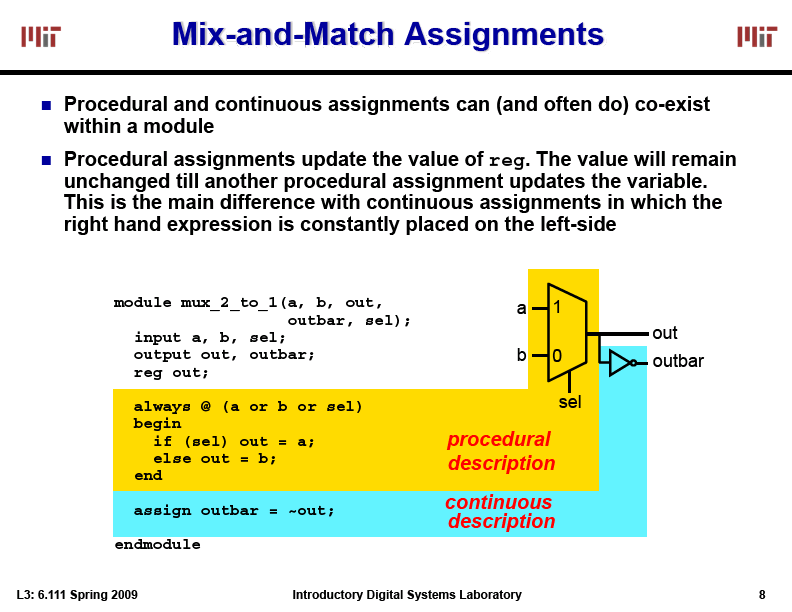 Mix-and-Match Assignments
Procedural and continuous assignments can (and often do) co-exist
within a module
Procedural assignments update the value of reg. The value will remain
unchanged till another procedural assignment updates the variable.
This is the main difference with continuous assignments in which the
right hand expression is constantly placed on the left-side
module mux_2_to_1(a, b, out,
outbar, sel);
input a, b, sel;
output out, outbar;
reg out;
always @ (a or b or sel)
begin
if (sel) out = a;
else out = b;
end
assign outbar = ~out;
endmodule
a
1
out
b
0
outbar
sel
procedural
description
continuous
description
L3: 6.111 Spring 2009
Introductory Digital Systems Laboratory
8